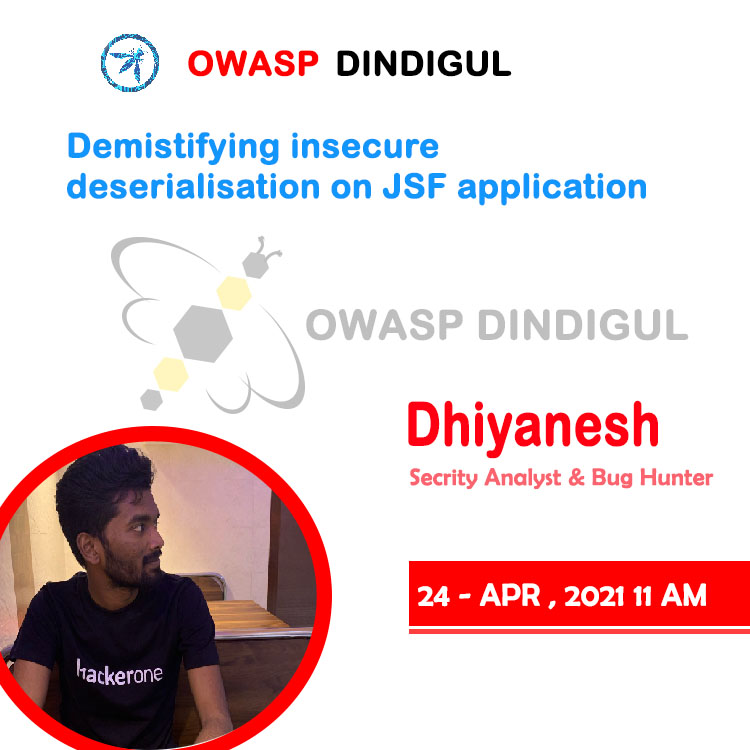 OWASP DINDIGUL
Demistifying insecure
deserialisation on JSF application
OWASP DINDIGUL
Dhiyanesh
Secrity Analyst & Bug Hunter
24 - APR , 2021 11 AM
hackerone